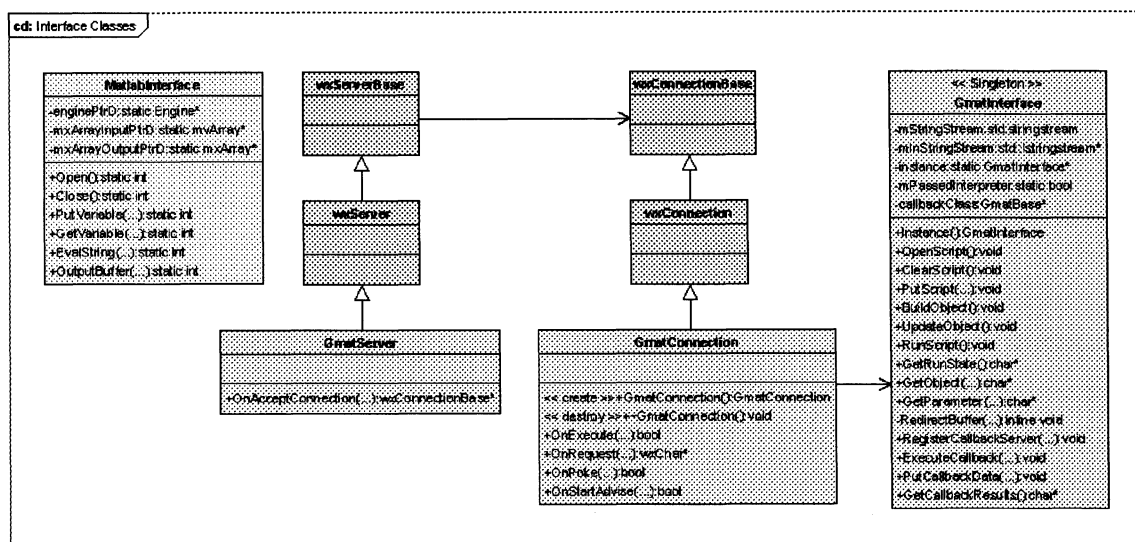 cd: Interface Classes
MatlabInterface
-enginePtrD:static Engine*
-mxArrayInputPtrD:static mxArray*
-mxArrayOutputPtrD:static mxArray*
+Open():static int
+Close():static int
+PutVariable(...):static int
+GetVariable(...):static int
+EvalString(...):static int
+OutputBuffer(...):static int
wxServerBase
wxServer
GmatServer
+OnAcceptConnection(...):wxConnectionBase*
wxConnectionBase
wxConnection
GmatConnection
<< create >>+GmatConnection():GmatConnection
<< destroy >>+~GmatConnection():void
+OnExecute(...):bool
+OnRequest(...):wxChar*
+OnPoke(...):bool
+OnStartAdvise(...):bool
<< Singleton >>
GmatInterface
-mStringStream:std::stringstream
-mInStringStream:std::istringstream*
-instance:static GmatInterface*
-mPassedInterpreter:static bool
-callbackClass:GmatBase*
+Instance():GmatInterface
+OpenScript():void
+ClearScript():void
+PutScript(...):void
+BuildObject():void
+UpdateObject():void
+RunScript():void
+GetRunState():char*
+GetObject(...):char*
+GetParameter(...):char*
-RedirectBuffer(...):inline void
+RegisterCallbackServer(...):void
+ExecuteCallback(...):void
+PutCallbackData(...):void
+GetCallbackResults():char*